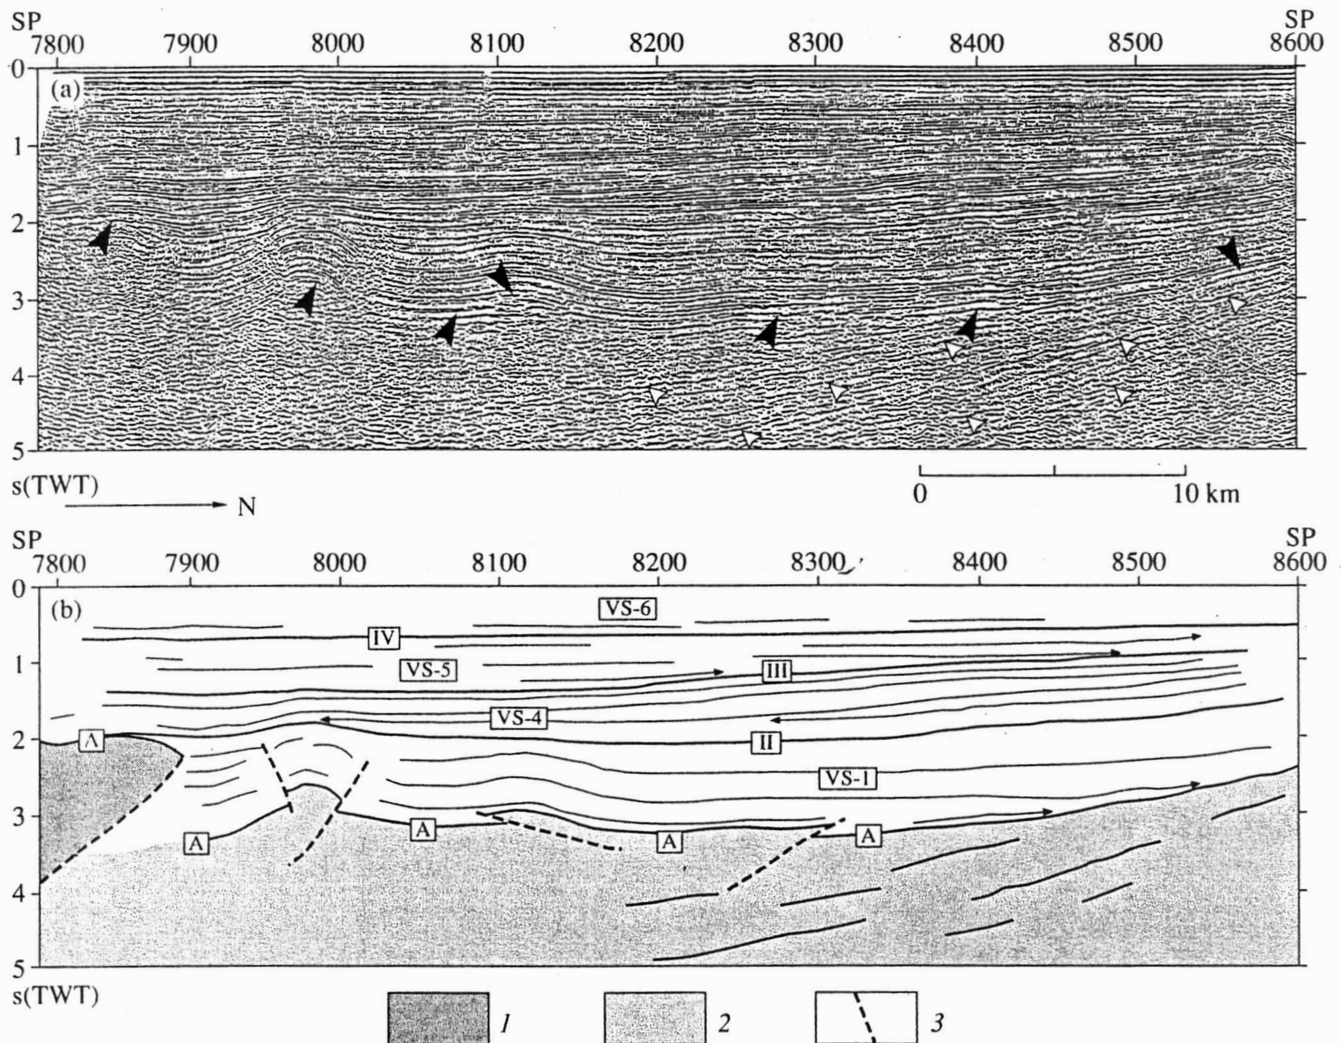 SP SP
7800 7900 8000 8100 8200 8300 8400 8500 8600
0
(a)
1
2
3
4
5
s(TWT)
N
0 10 km
SP SP
7800 7900 8000 8100 8200 8300 8400 8500 8600
0
(b)
VS-6
IV
1
VS-5
III
VS-4
2
A
II
VS-1
3
A A A A
4
5
s(TWT)
1 2 3